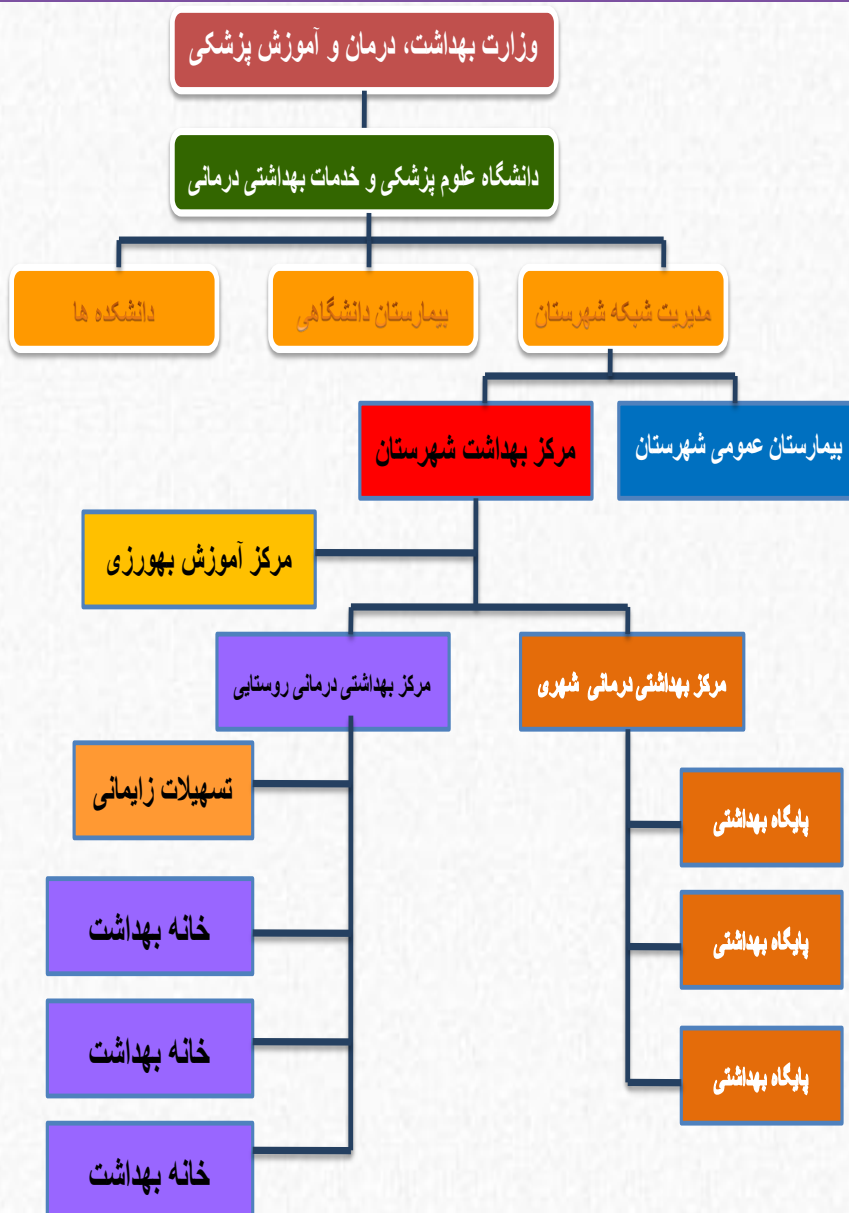 وزارت بهداشت، درمان و آموزش پزشکی
دانشگاه علوم پزشکی و خدمات بهداشتی درمانی
مدیریت شبکه شهرستان
بیمارستان دانشگاهی
دانشکده ها
بیمارستان عمومی شهرستان
مرکز بهداشت شهرستان
مرکز آموزش بهورزی
مرکز بهداشتی درمانی شهری
مرکز بهداشتی درمانی روستایی
تسهیلات زایمانی
پایگاه بهداشتی
خانه بهداشت
پایگاه بهداشتی
خانه بهداشت
پایگاه بهداشتی
خانه بهداشت